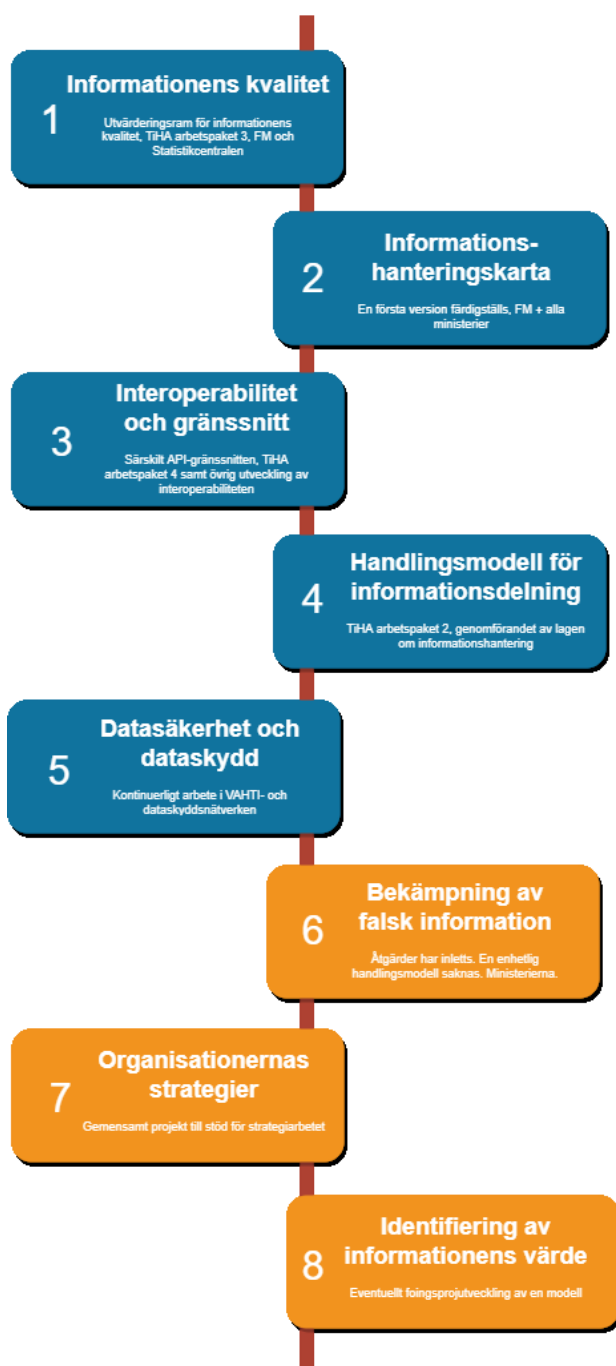 Informationens kvalitet
1
Utvärderingsram för informationens
kvalitet, TiHA arbetspaket 3, FM och
Statistikcentralen
Informations-
hanteringskarta
2
En första version färdigställs, FM + alla
ministerier
Interoperabilitet
och gränssnitt
3
Särskilt API-gränssnitten, TiHA
arbetspaket 4 samt övrig utveckling av
interoperabiliteten
Handlingsmodell för
informationsdelning
4
TiHA arbetspaket 2, genomförandet av lagen
om informationshantering
Datasäkerhet och
dataskydd
5
Kontinuerligt arbete i VAHTI- och
dataskyddsnätverken
Bekämpning av
falsk information
6
Åtgärder har inletts. En enhetlig
handlingsmodell saknas. Ministerierna.
Organisationernas
strategier
7
Gemensamt projekt till stöd för strategiarbetet
Identifiering av
informationens värde
8
Eventuellt foingsprojutveckling av en modell